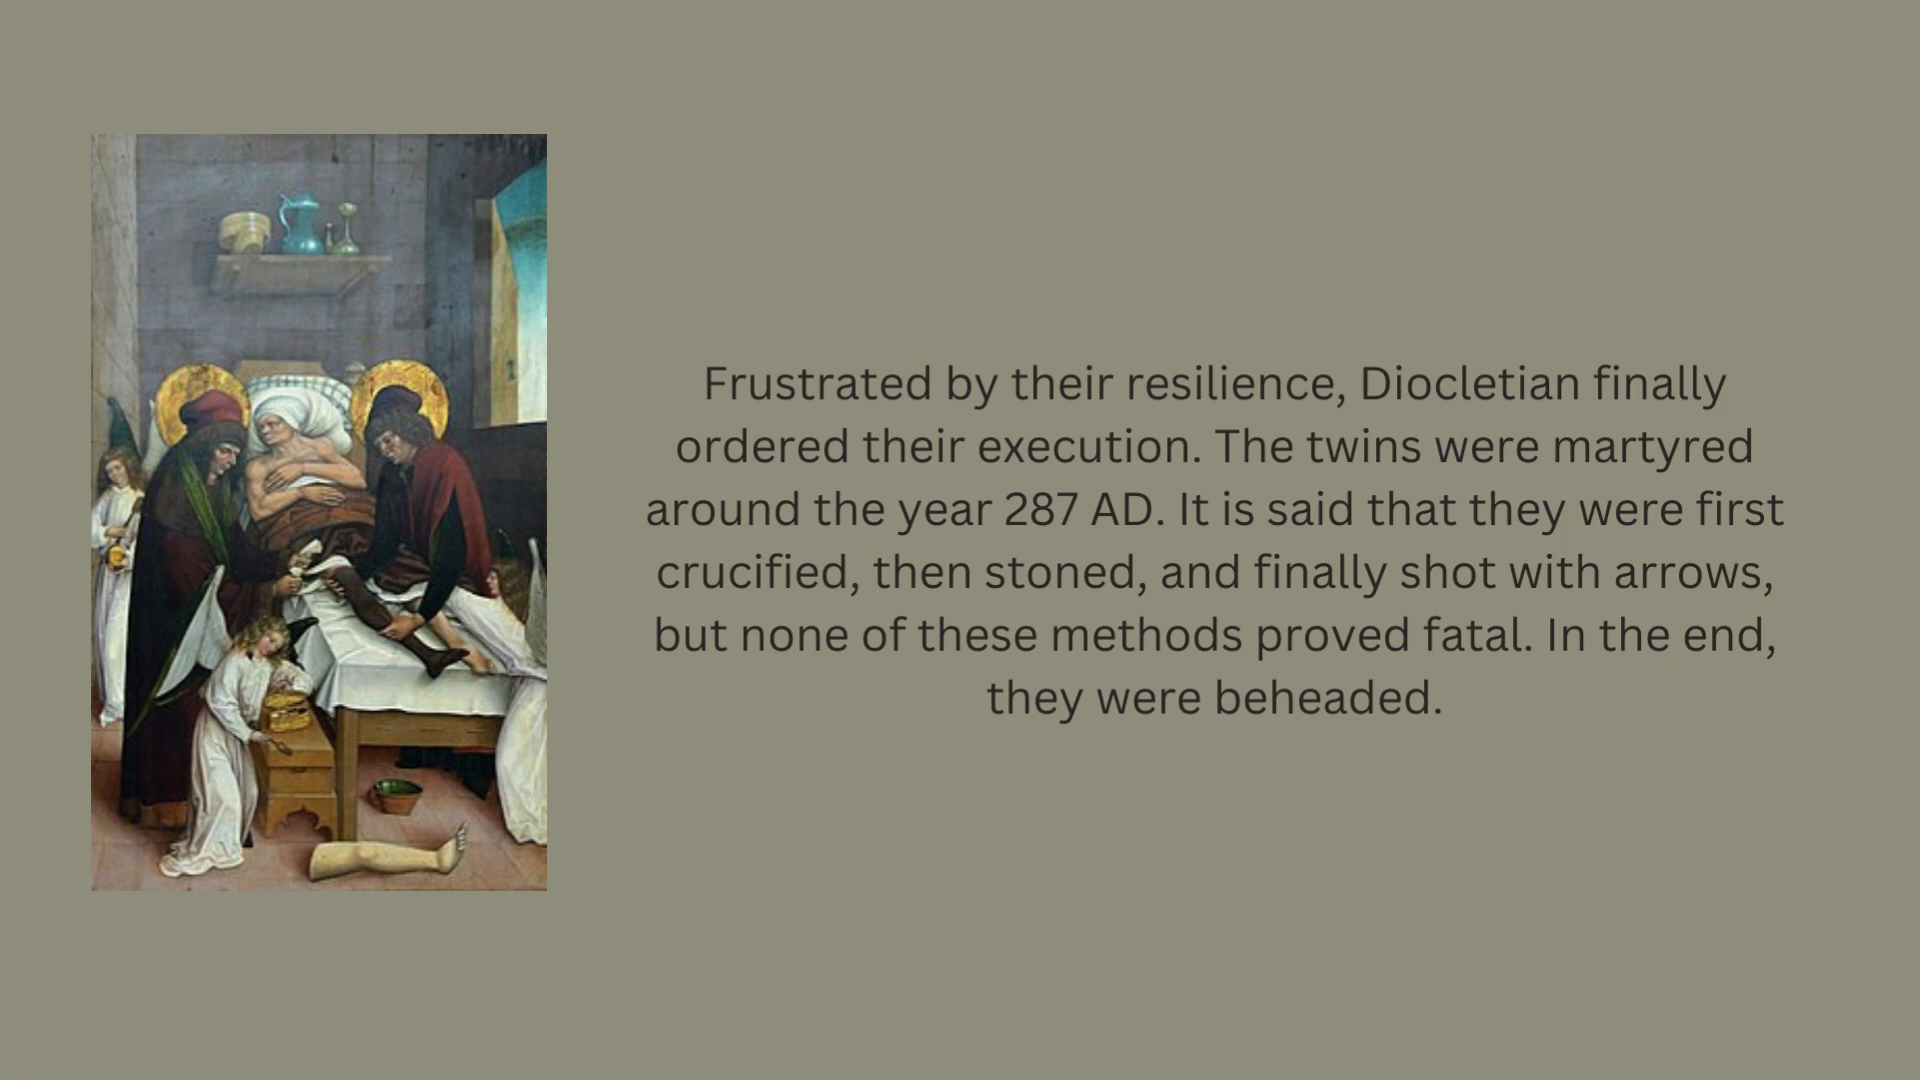 Frustrated by their resilience, Diocletian finally
ordered their execution. The twins were martyred
around the year 287 AD. It is said that they were first
crucified, then stoned, and finally shot with arrows,
but none of these methods proved fatal. In the end,
they were beheaded.